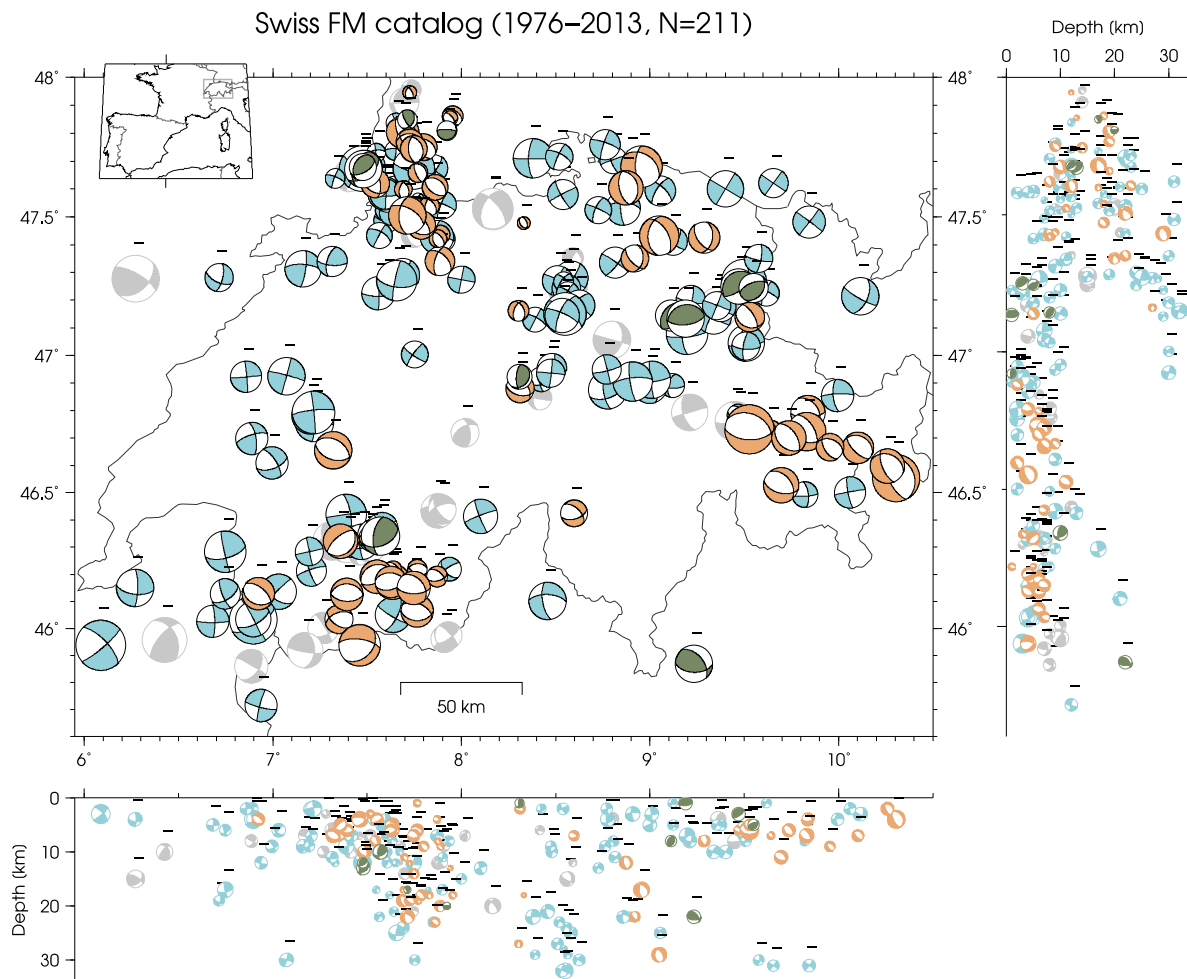 Swiss FM catalog (1976–2013, N=211)
Depth [km]
0 10 20 30
48˚ 48˚
47.5˚ 47.5˚
47˚ 47˚
46.5˚ 46.5˚
46˚ 46˚
50 km
6˚ 7˚ 8˚ 9˚ 10˚
0
10
20
30
Depth [km]